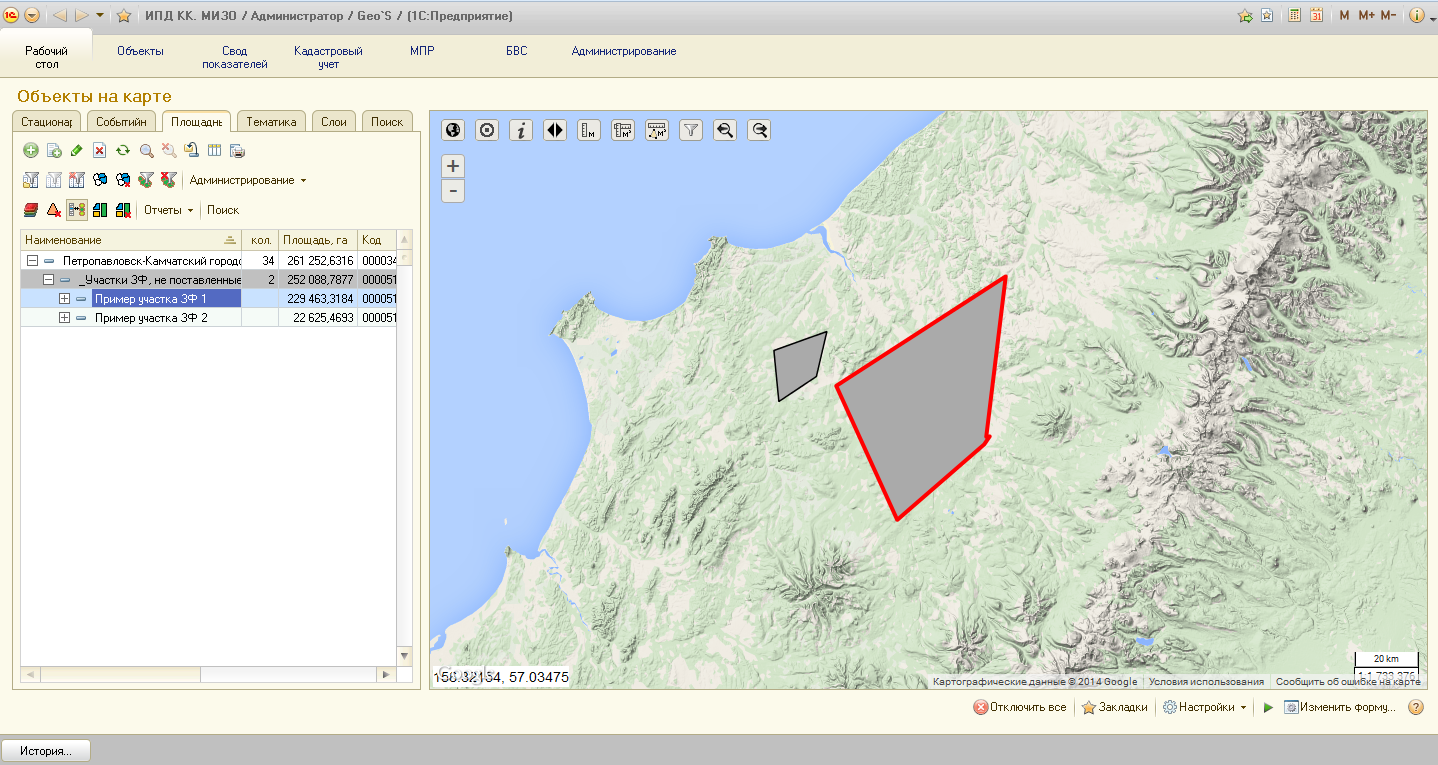 ИПД КК. МИЗО / Администратор / Geo`S / (1С:Предприятие)
M M+ M-
Рабочий стол
Объекты
Свод показателей
Кадастровый учет
МПР
БВС
Администрирование
Объекты на карте
Стационар
Событийн
Площадны
Тематика
Слои
Поиск
Администрирование
Отчеты
Поиск
Наименование кол. Площадь, га Код
Петропавловск-Камчатский городс 34 261 252,6316 000034
_Участки ЗФ, не поставленные 2 252 088,7877 000051
Пример участка ЗФ 1 229 463,3184 000051
Пример участка ЗФ 2 22 625,4693 000051
i
м
м²
+
-
57.03475
20 km
Картографические данные © 2014 Google
Условия использования
Сообщить об ошибке на карте
Отключить все
Закладки
Настройки
Изменить форму...
История...